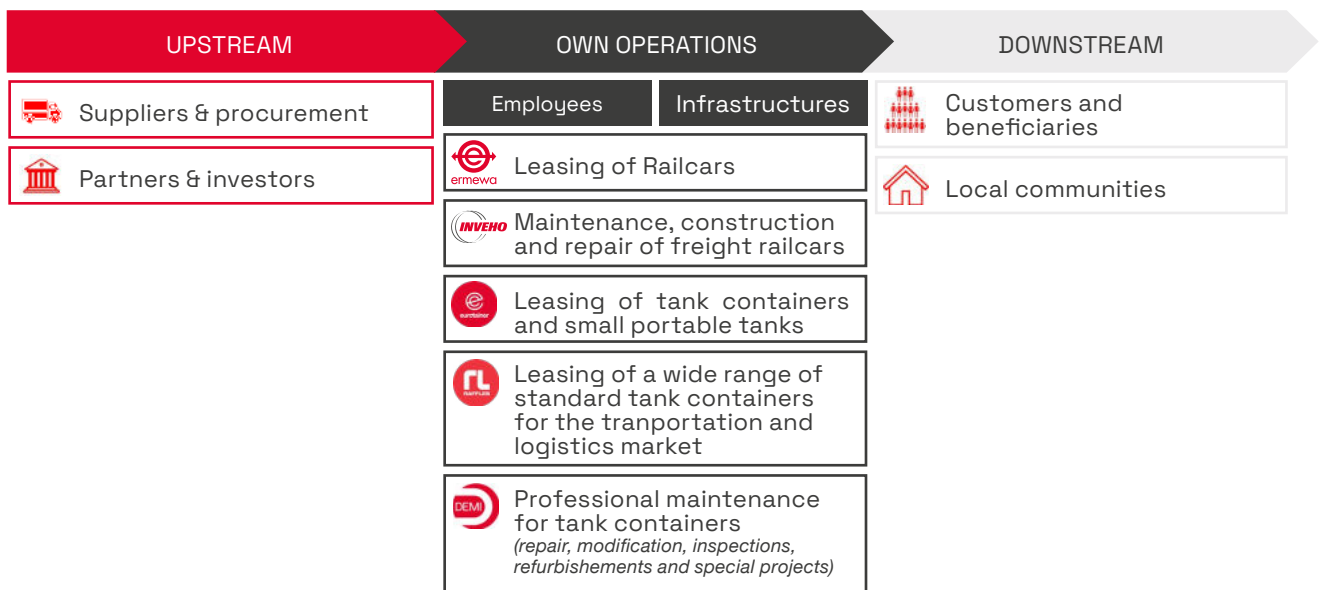 UPSTREAM
OWN OPERATIONS
DOWNSTREAM
Suppliers & procurement
Partners & investors
Employees
Infrastructures
ermewa
Leasing of Railcars
INVEHO
Maintenance, construction
and repair of freight railcars
eurotainer
Leasing of tank containers
and small portable tanks
RL
RAFFLES
Leasing of a wide range of
standard tank containers
for the tranportation and
logistics market
DEMI
Professional maintenance
for tank containers
(repair, modification, inspections,
refurbishements and special projects)
Customers and
beneficiaries
Local communities